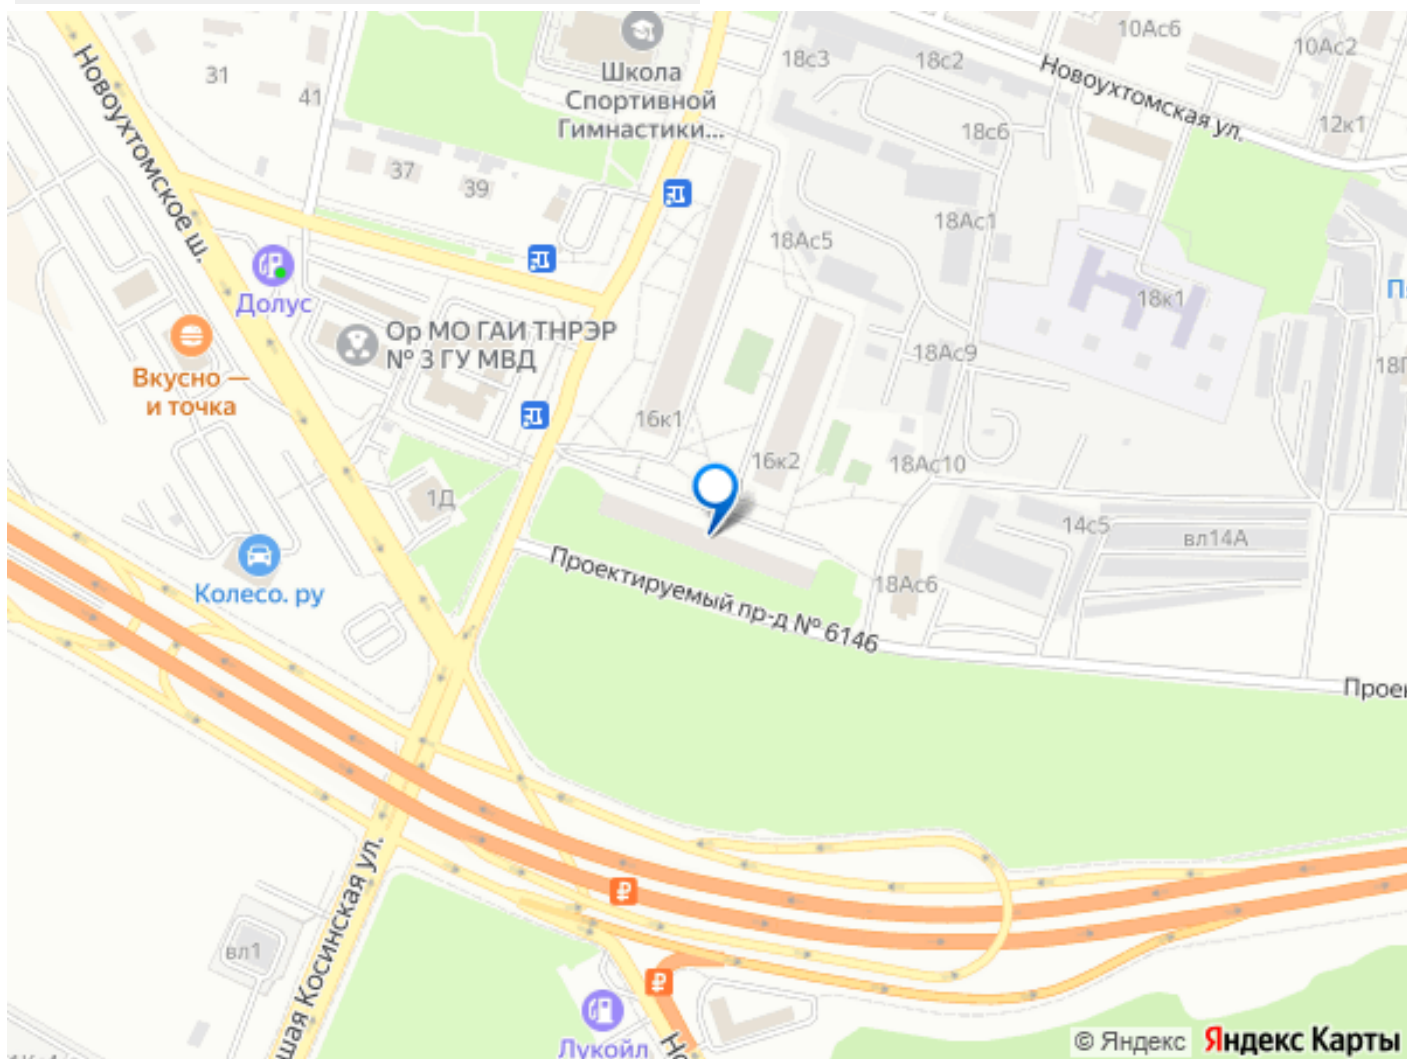 10Ас6
10Ас2
18с3
18с2
Новоухтомская ул.
Школа
Спортивной
Гимнастики...
31
41
Новоухтомское ш.
18с6
12к1
37
39
18Ас1
18Ас5
Долус
18к1
Ор МО ГАИ ТНРЭР
№ 3 ГУ МВД
18Ас9
Вкусно —
и точка
16к1
16к2
18Ас10
1Д
14с5
вл14А
Колесо. ру
Проектируемый пр-д № 6146
18Ас6
Косинская ул.
вл1
Лукойл
© Яндекс Яндекс Карты